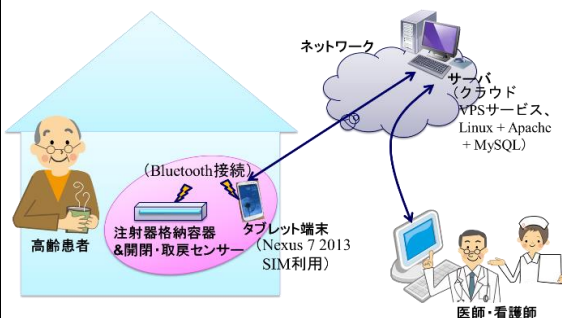 ネットワーク
サーバ
（クラウド
VPSサービス、
Linux + Apache
+ MySQL）
（Bluetooth接続）
注射器格納容器
&開閉・取戻センサー
タブレット端末
（Nexus 7 2013
SIM利用）
高齢患者
医師・看護師